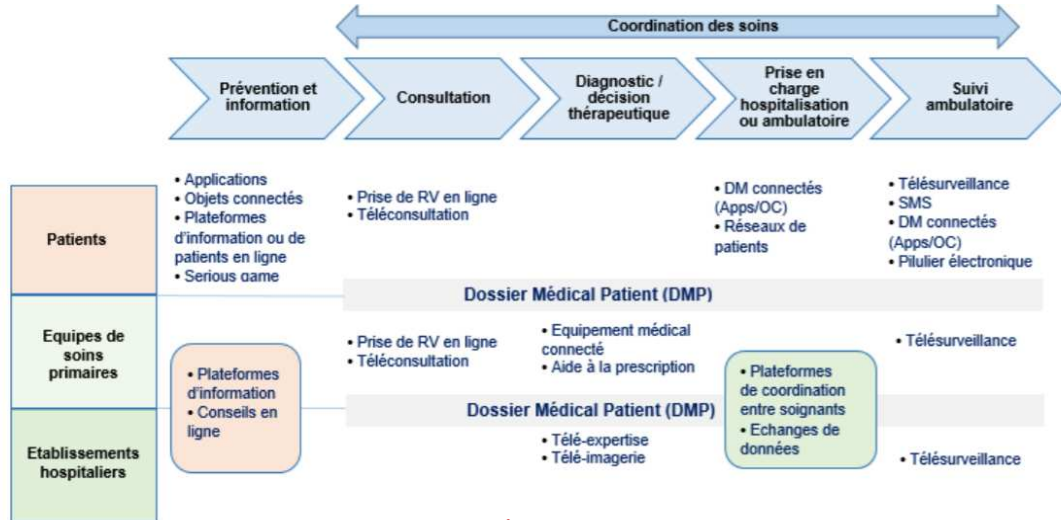 Coordination des soins
Prévention et
information
Consultation
Diagnostic /
décision
thérapeutique
Prise en
charge
hospitalisation
ou ambulatoire
Suivi
ambulatoire
Patients
• Applications
• Objets connectés
• Plateformes
d'information ou de
patients en ligne
• Serious game
• Prise de RV en ligne
• Téléconsultation
• DM connectés
(Apps/OC)
• Réseaux de
patients
• Télésurveillance
• SMS
• DM connectés
(Apps/OC)
• Pilulier électronique
Dossier Médical Patient (DMP)
Equipes de
soins
primaires
• Plateformes
d'information
• Conseils en
ligne
• Prise de RV en ligne
• Téléconsultation
• Equipement médical
connecté
• Aide à la prescription
• Plateformes
de coordination
entre soignants
• Echanges de
données
• Télésurveillance
Dossier Médical Patient (DMP)
Etablissements
hospitaliers
• Télé-expertise
• Télé-imagerie
• Télésurveillance